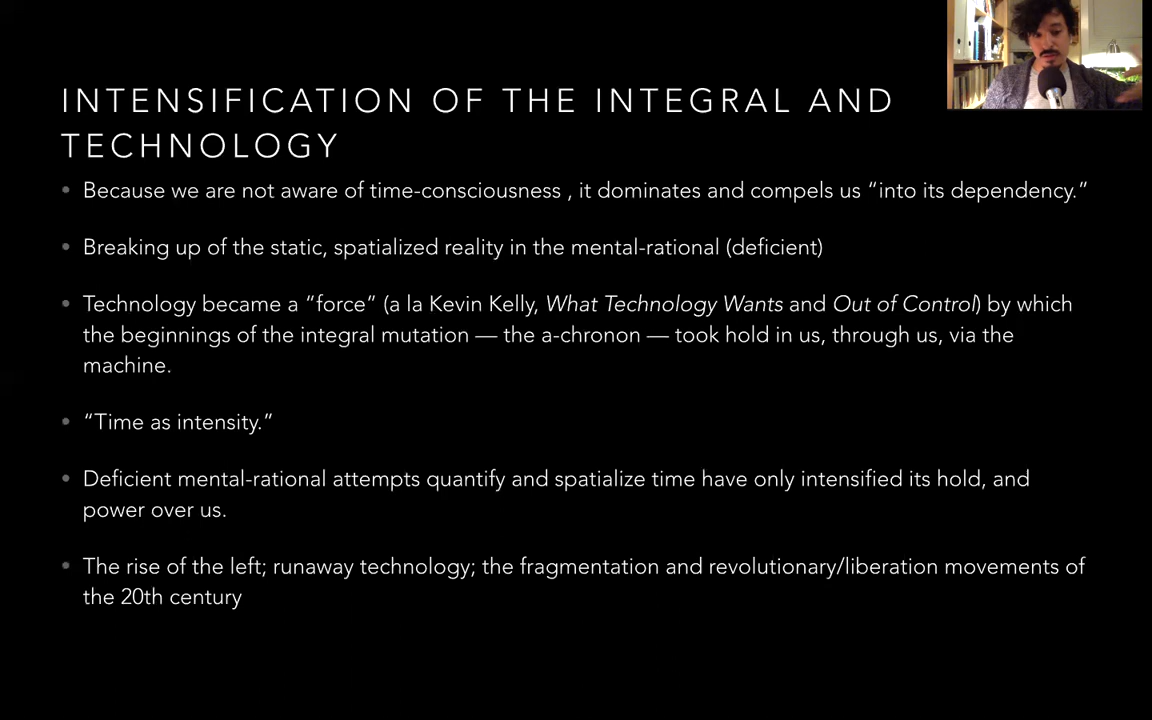 INTENSIFICATION OF THE INTEGRAL AND
TECHNOLOGY
• Because we are not aware of time-consciousness , it dominates and compels us “into its dependency.”
• Breaking up of the static, spatialized reality in the mental-rational (deficient)
• Technology became a “force” (a la Kevin Kelly, What Technology Wants and Out of Control) by which
the beginnings of the integral mutation — the a-chronon — took hold in us, through us, via the
machine.
• “Time as intensity.”
• Deficient mental-rational attempts quantify and spatialize time have only intensified its hold, and
power over us.
• The rise of the left; runaway technology; the fragmentation and revolutionary/liberation movements of
the 20th century